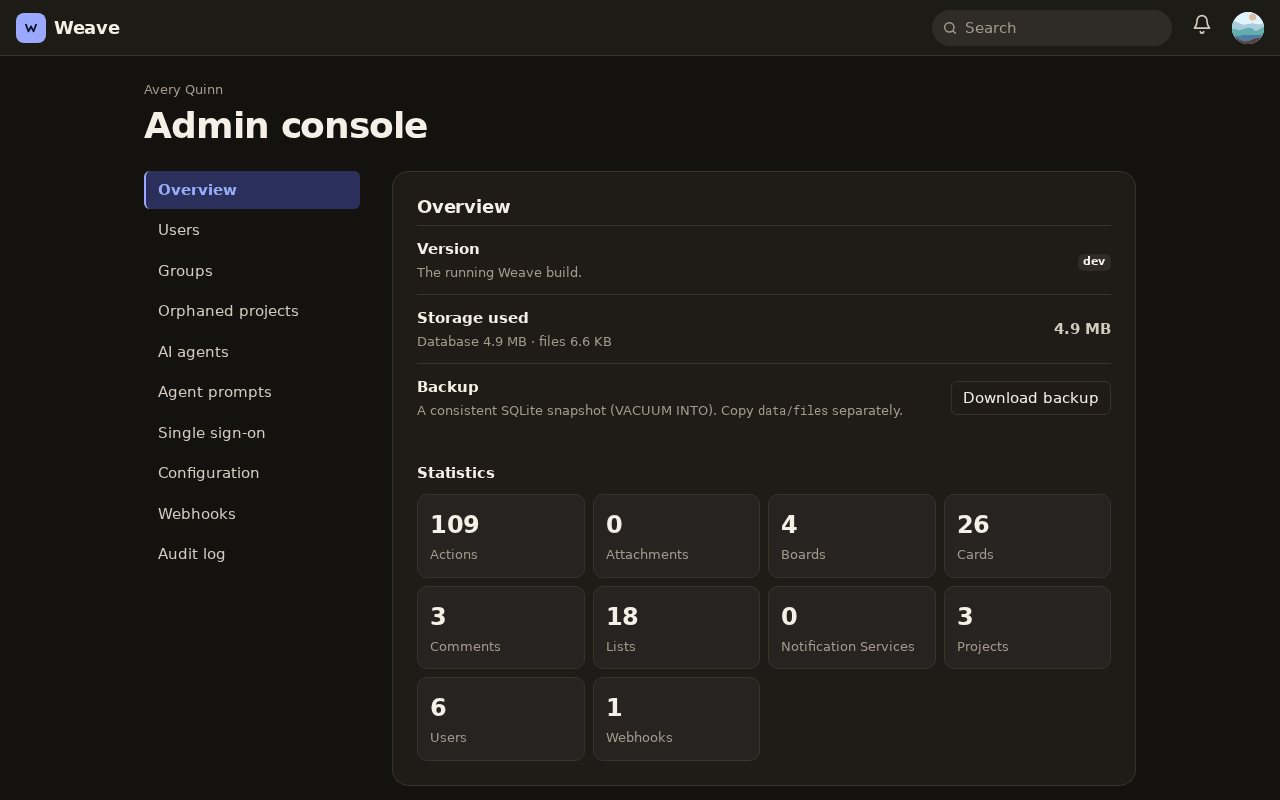 Weave
Search
Avery Quinn
Admin console
Overview
Users
Groups
Orphaned projects
AI agents
Agent prompts
Single sign-on
Configuration
Webhooks
Audit log
Overview
Version
The running Weave build.
dev
Storage used
Database 4.9 MB · files 6.6 KB
4.9 MB
Backup
A consistent SQLite snapshot (VACUUM INTO). Copy data/files separately.
Download backup
Statistics
109
Actions
0
Attachments
4
Boards
26
Cards
3
Comments
18
Lists
0
Notification Services
3
Projects
6
Users
1
Webhooks